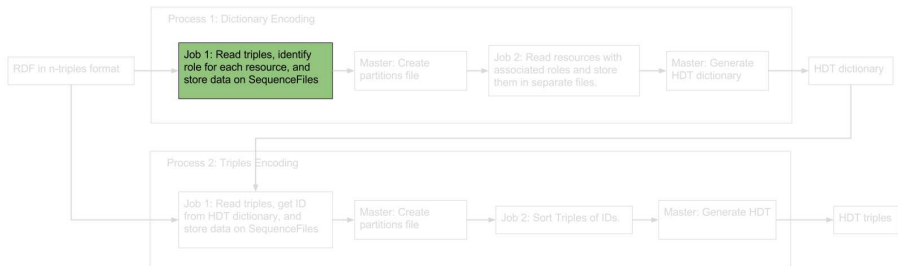 Process 1: Dictionary Encoding
RDF in n-triples format
Job 1: Read triples, identify
role for each resource, and
store data on SequenceFiles
Master: Create
partitions file
Job 2: Read resources with
associated roles and store
them in separate files.
Master: Generate
HDT dictionary
HDT dictionary
Process 2: Triples Encoding
Job 1: Read triples, get ID
from HDT dictionary, and
store data on SequenceFiles
Master: Create
partitions file
Job 2: Sort Triples of IDs.
Master: Generate HDT
HDT triples